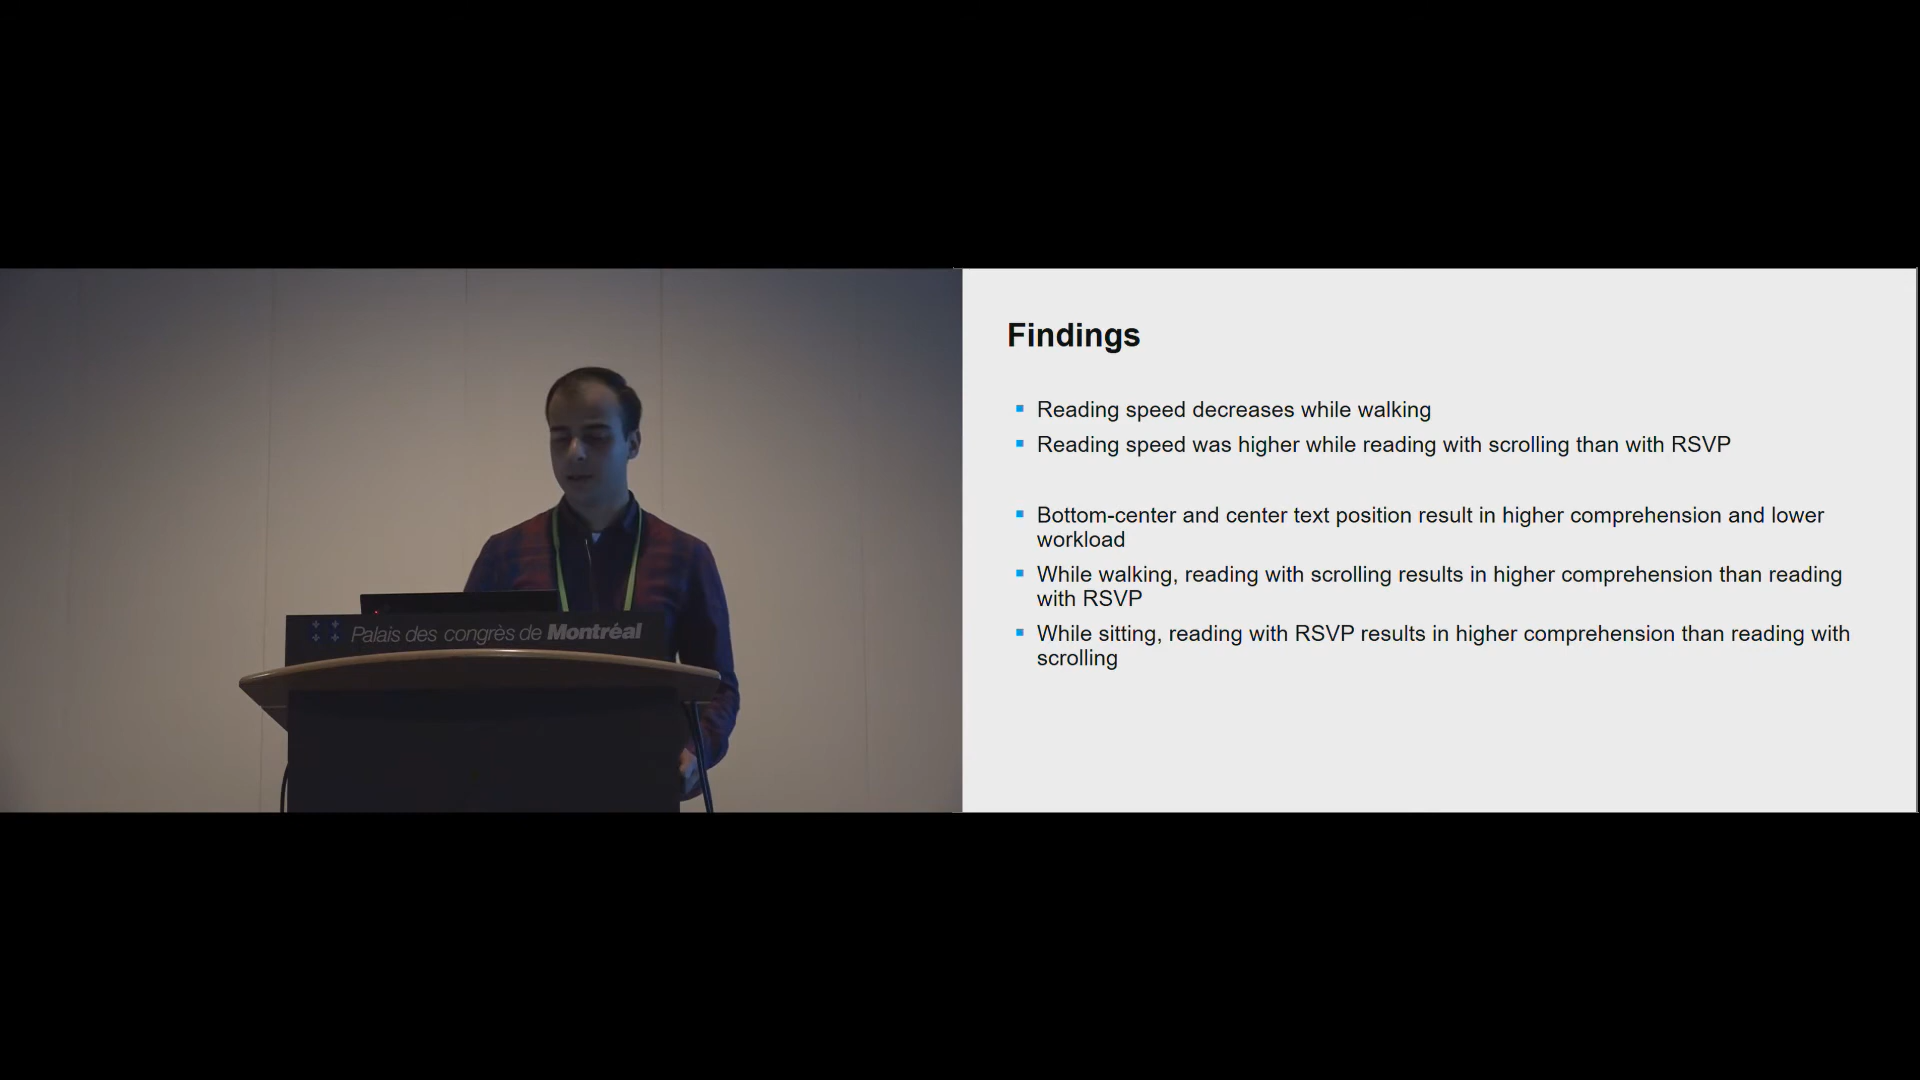 Palais des congrès de Montréal
Findings
Reading speed decreases while walking
Reading speed was higher while reading with scrolling than with RSVP
Bottom-center and center text position result in higher comprehension and lower
workload
While walking, reading with scrolling results in higher comprehension than reading
with RSVP
While sitting, reading with RSVP results in higher comprehension than reading with
scrolling